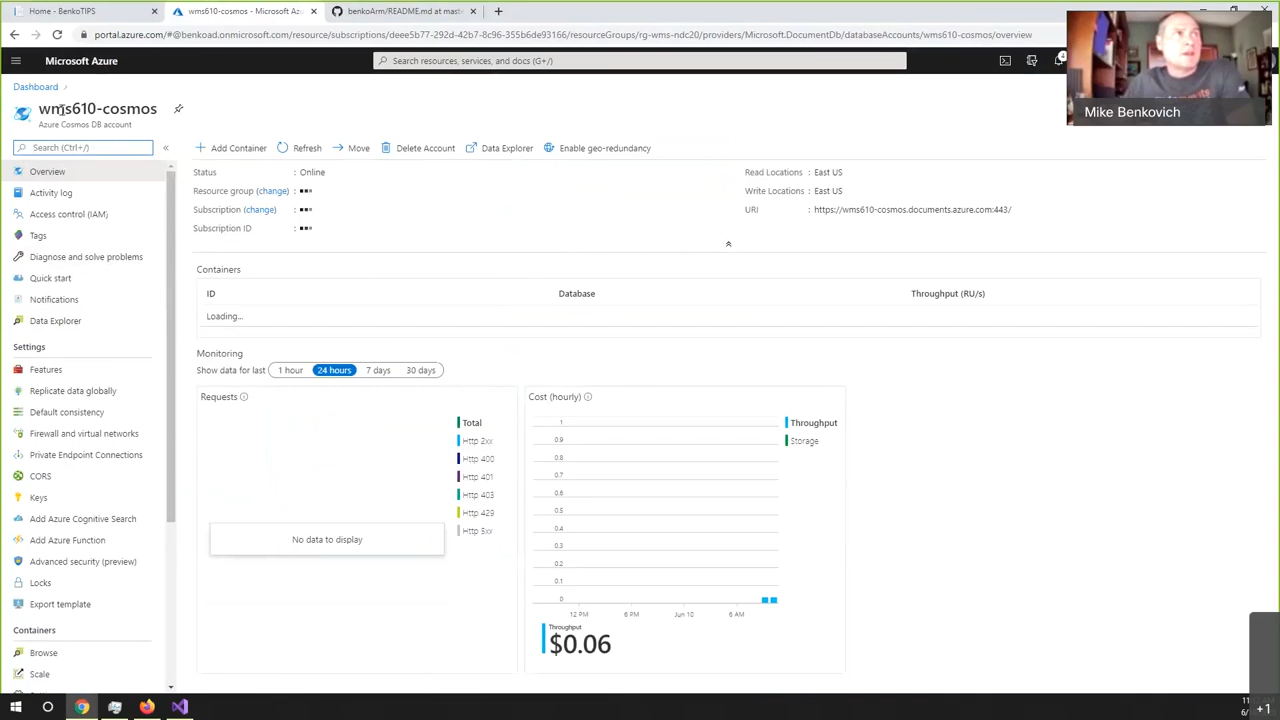 Home - BenkoTIPS
wms610-cosmos - Microsoft Azu
benkoArm/README.md at maste
portal.azure.com/#@benkoad.onmicrosoft.com/resource/subscriptions/deee5b77-292d-42b7-8c96-355b6de93166/resourceGroups/rg-wms-ndc20/providers/Microsoft.DocumentDb/databaseAccounts/wms610-cosmos/overview
Microsoft Azure
Search resources, services, and docs (G+/)
Mike Benkovich
Dashboard >
wms610-cosmos
Azure Cosmos DB account
Search (Ctrl+/)
«
Add Container
Refresh
Move
Delete Account
Data Explorer
Enable geo-redundancy
Overview
Activity log
Access control (IAM)
Tags
Diagnose and solve problems
Quick start
Notifications
Data Explorer
Settings
Features
Replicate data globally
Default consistency
Firewall and virtual networks
Private Endpoint Connections
CORS
Keys
Add Azure Cognitive Search
Add Azure Function
Advanced security (preview)
Locks
Export template
Containers
Browse
Scale
Status : Online
Resource group (change) :
Subscription (change) :
Subscription ID :
Read Locations : East US
Write Locations : East US
URI : https://wms610-cosmos.documents.azure.com:443/
Containers
ID Database Throughput (RU/s)
Loading...
Monitoring
Show data for last 1 hour 24 hours 7 days 30 days
Requests
Total
Http 2xx
Http 400
Http 401
Http 403
Http 429
Http 5xx
No data to display
Cost (hourly)
1
0.9
0.8
0.7
0.6
0.5
0.4
0.3
0.2
0.1
0
12 PM 6 PM Jun 10 6 AM
Throughput
Storage
Throughput
$0.06
+1